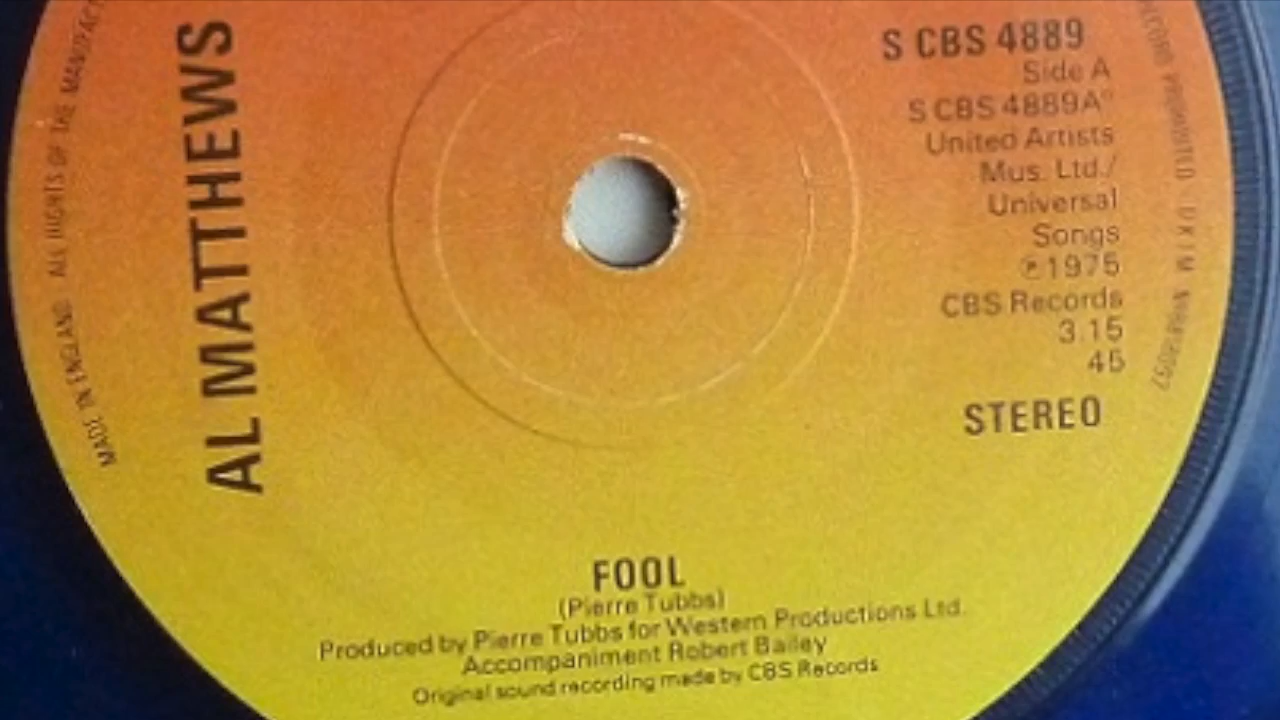 MADE IN ENGLAND ALL RIGHTS OF THE
AL MATTHEWS
S CBS 4889
Side A
S CBS 4889A°
United Artists
Mus. Ltd./
Universal
Songs
℗1975
CBS Records
3.15
45
STEREO
FOOL
(Pierre Tubbs)
Produced by Pierre Tubbs for Western Productions Ltd.
Accompaniment Robert Bailey
Original sound recording made by CBS Records